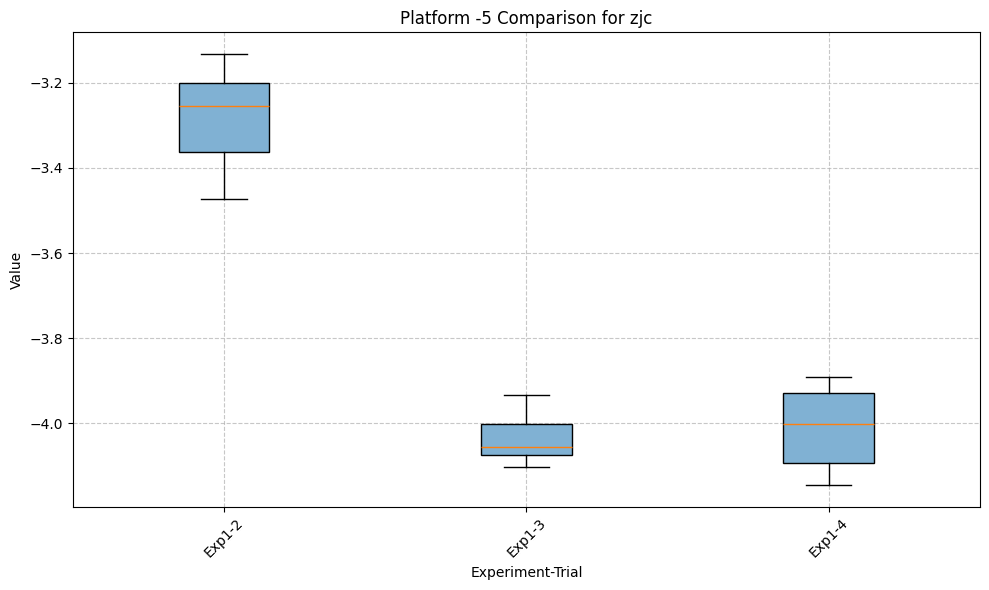 Platform -5 Comparison for zjc
Value
−3.2
−3.4
−3.6
−3.8
−4.0
Exp1-2
Exp1-3
Exp1-4
Experiment-Trial